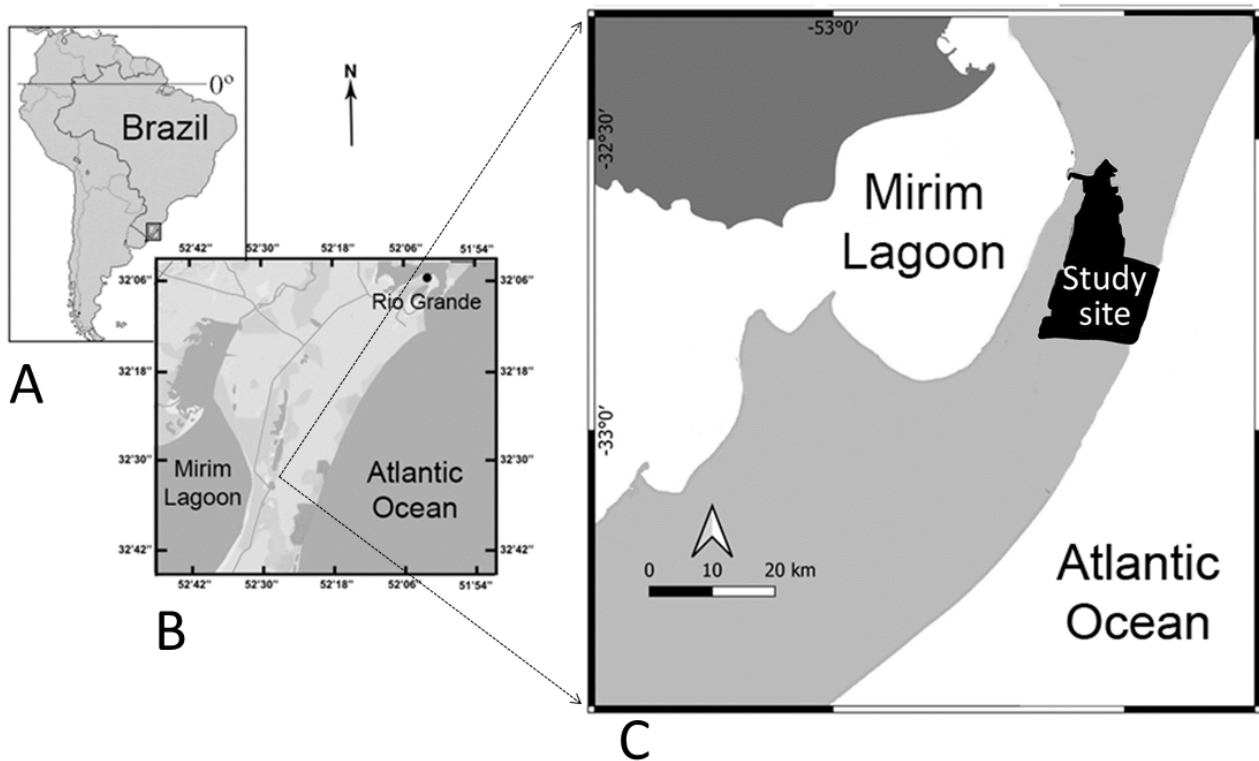 0º
Brazil
N
A
52'42" 52'30" 52'18" 52'06" 51'54"
32'06"
32'18"
32'30"
32'42"
32'06"
32'18"
32'30"
32'42"
Rio Grande
Mirim
Lagoon
Atlantic
Ocean
52'42" 52'30" 52'18" 52'06" 51'54"
B
-53°0'
-32°30'
-33°0'
Mirim
Lagoon
Study
site
0 10 20 km
Atlantic
Ocean
C